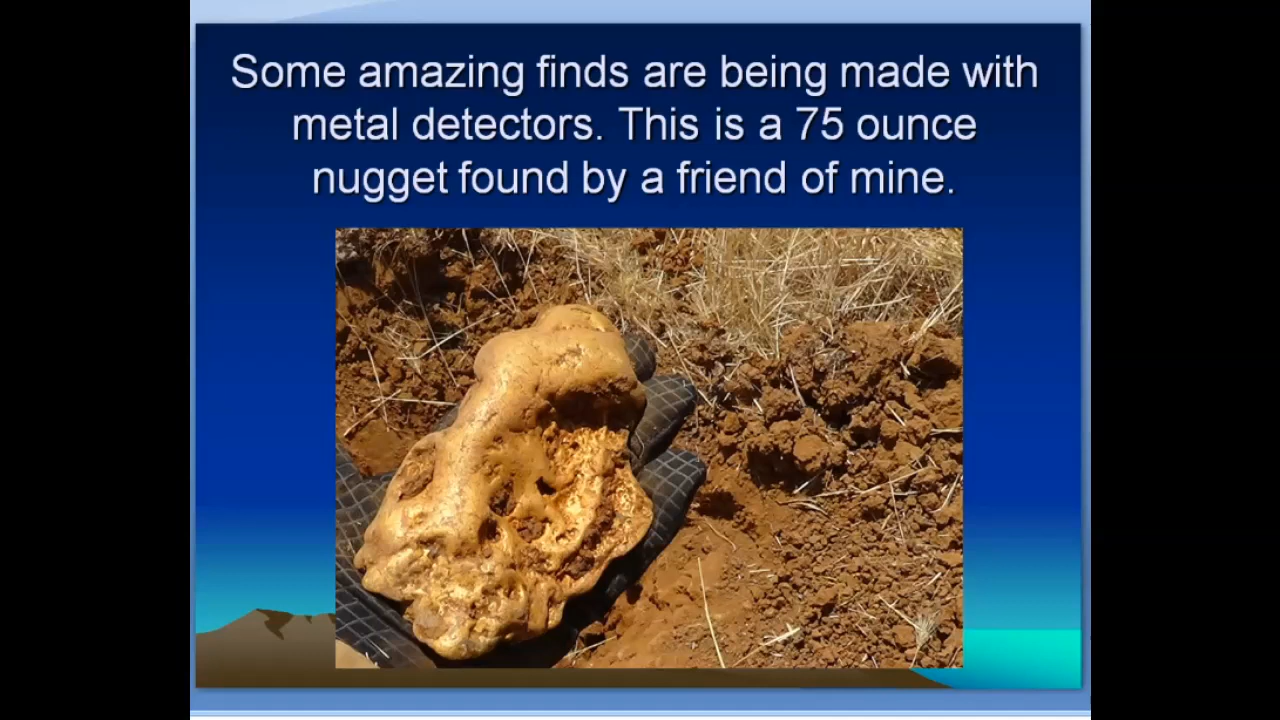 Some amazing finds are being made with
metal detectors. This is a 75 ounce
nugget found by a friend of mine.